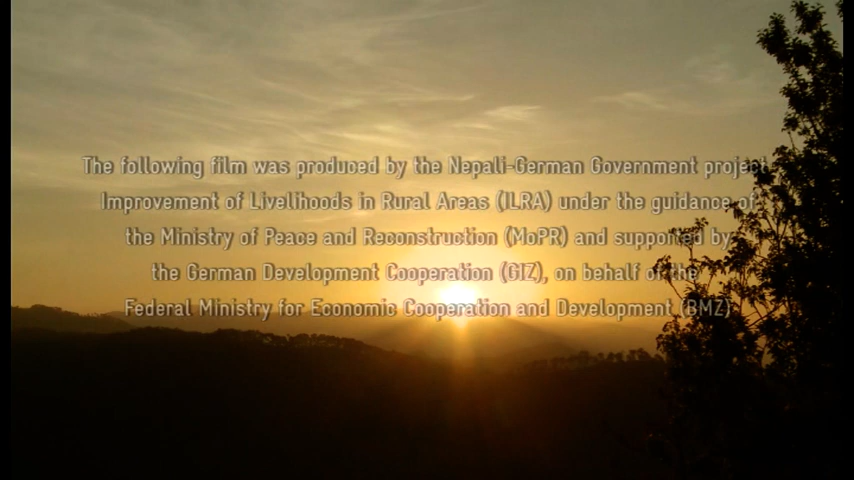 The following film was produced by the Nepali-German Government project
Improvement of Livelihoods in Rural Areas (ILRA) under the guidance of
the Ministry of Peace and Reconstruction (MoPR) and supported by
the German Development Cooperation (GIZ), on behalf of the
Federal Ministry for Economic Cooperation and Development (BMZ)